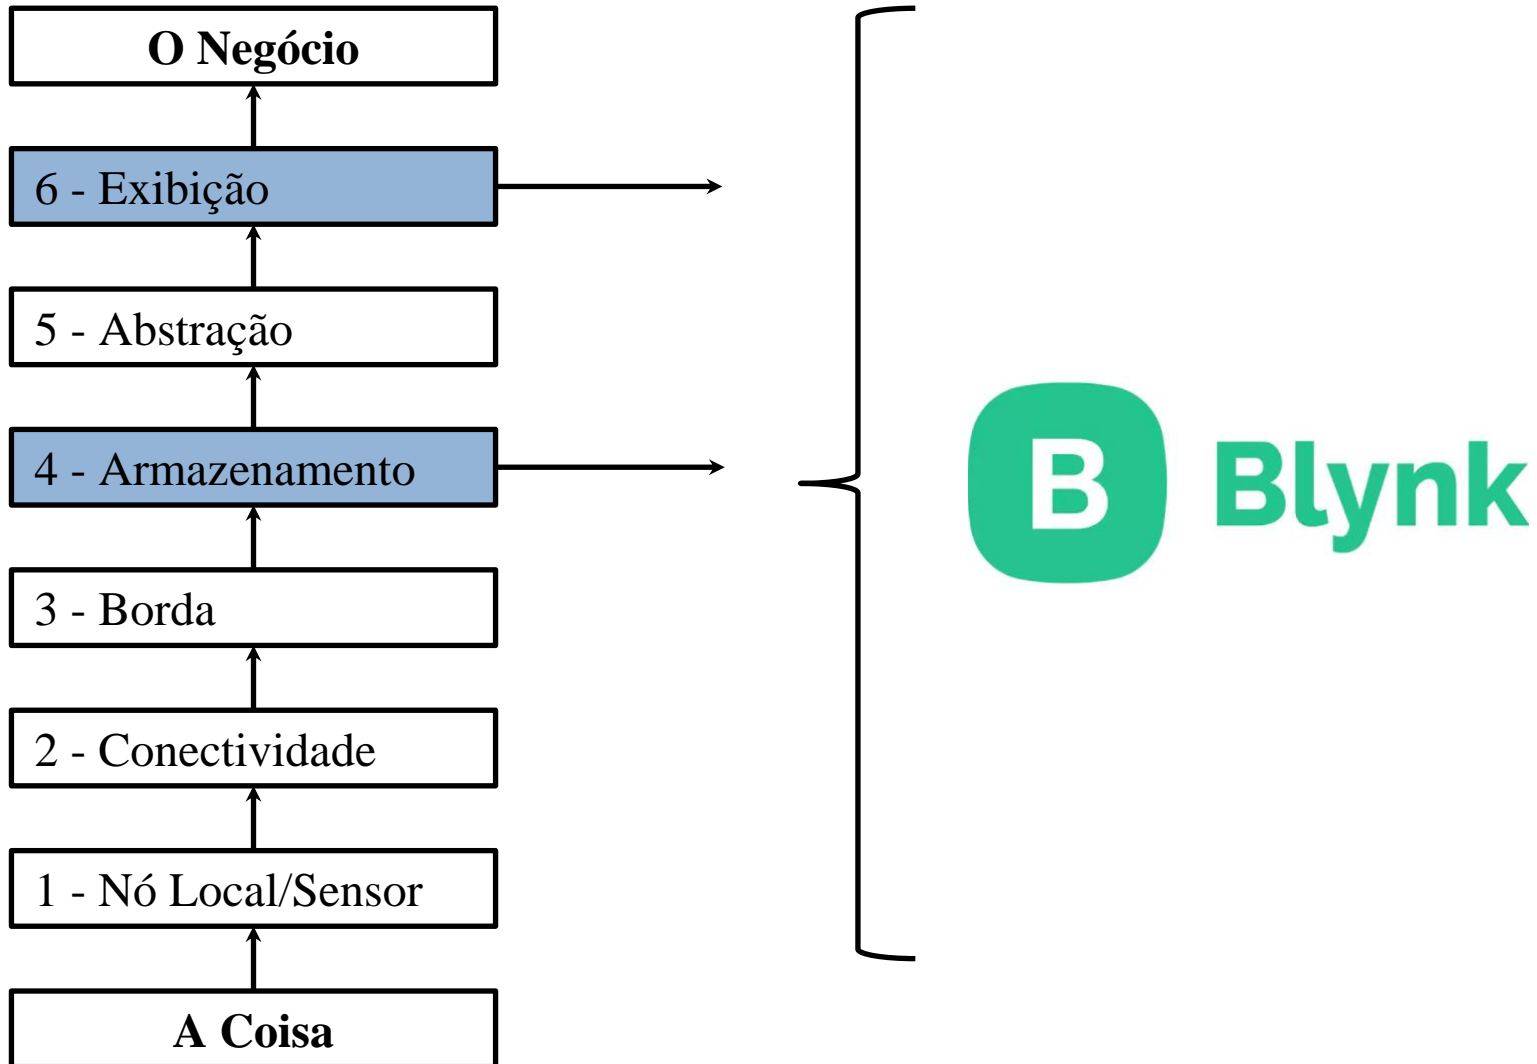 O Negócio
6 - Exibição
5 - Abstração
4 - Armazenamento
3 - Borda
2 - Conectividade
1 - Nó Local/Sensor
A Coisa
B Blynk